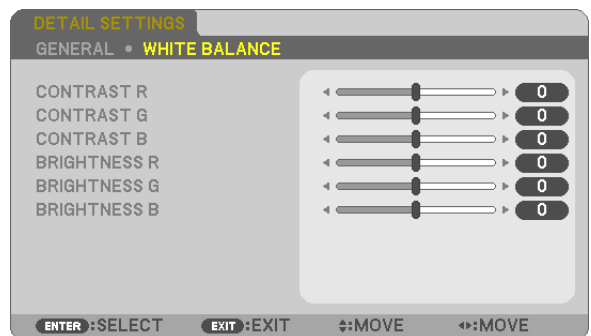 DETAIL SETTINGS
GENERAL • WHITE BALANCE
CONTRAST R 0
CONTRAST G 0
CONTRAST B 0
BRIGHTNESS R 0
BRIGHTNESS G 0
BRIGHTNESS B 0
ENTER :SELECT EXIT :EXIT :MOVE :MOVE